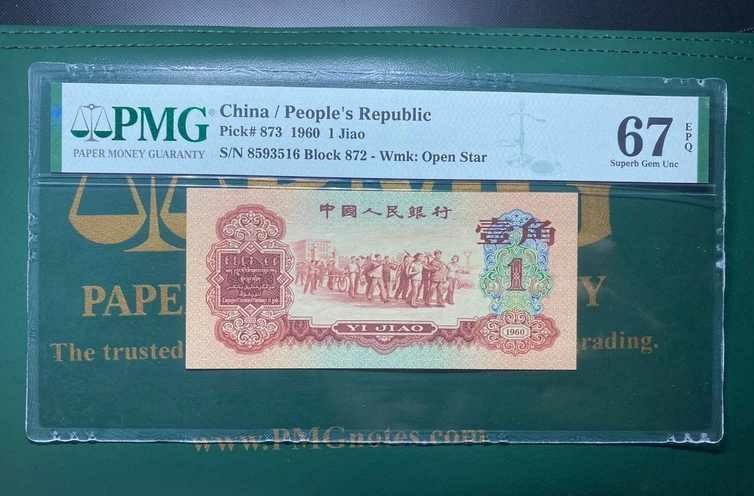 PMG
PAPER MONEY GUARANTY
China / People's Republic
Pick# 873 1960 1 Jiao
S/N 8593516 Block 872 - Wmk: Open Star
67 EPQ
Superb Gem Unc
中國人民銀行
壹角
1
YI JIAO
1960
PAPE
Y
The trusted
rading.
www.PMGnotes.com